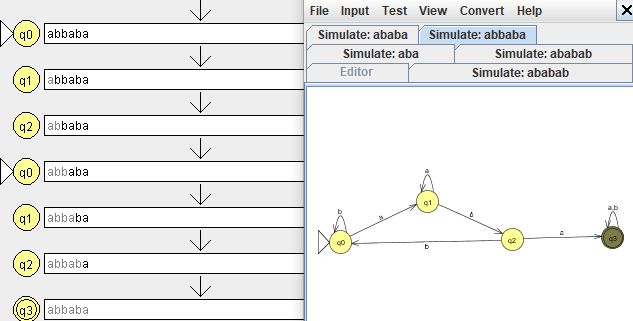 q0 abbaba
q1 abbaba
q2 abbaba
q0 abbaba
q1 abbaba
q2 abbaba
q3 abbaba
File Input Test View Convert Help
Simulate: ababa Simulate: abbaba
Simulate: aba Simulate: ababab
Editor Simulate: ababab
a
q1
b
a
b
q0
b
q2
a
a,b
q3